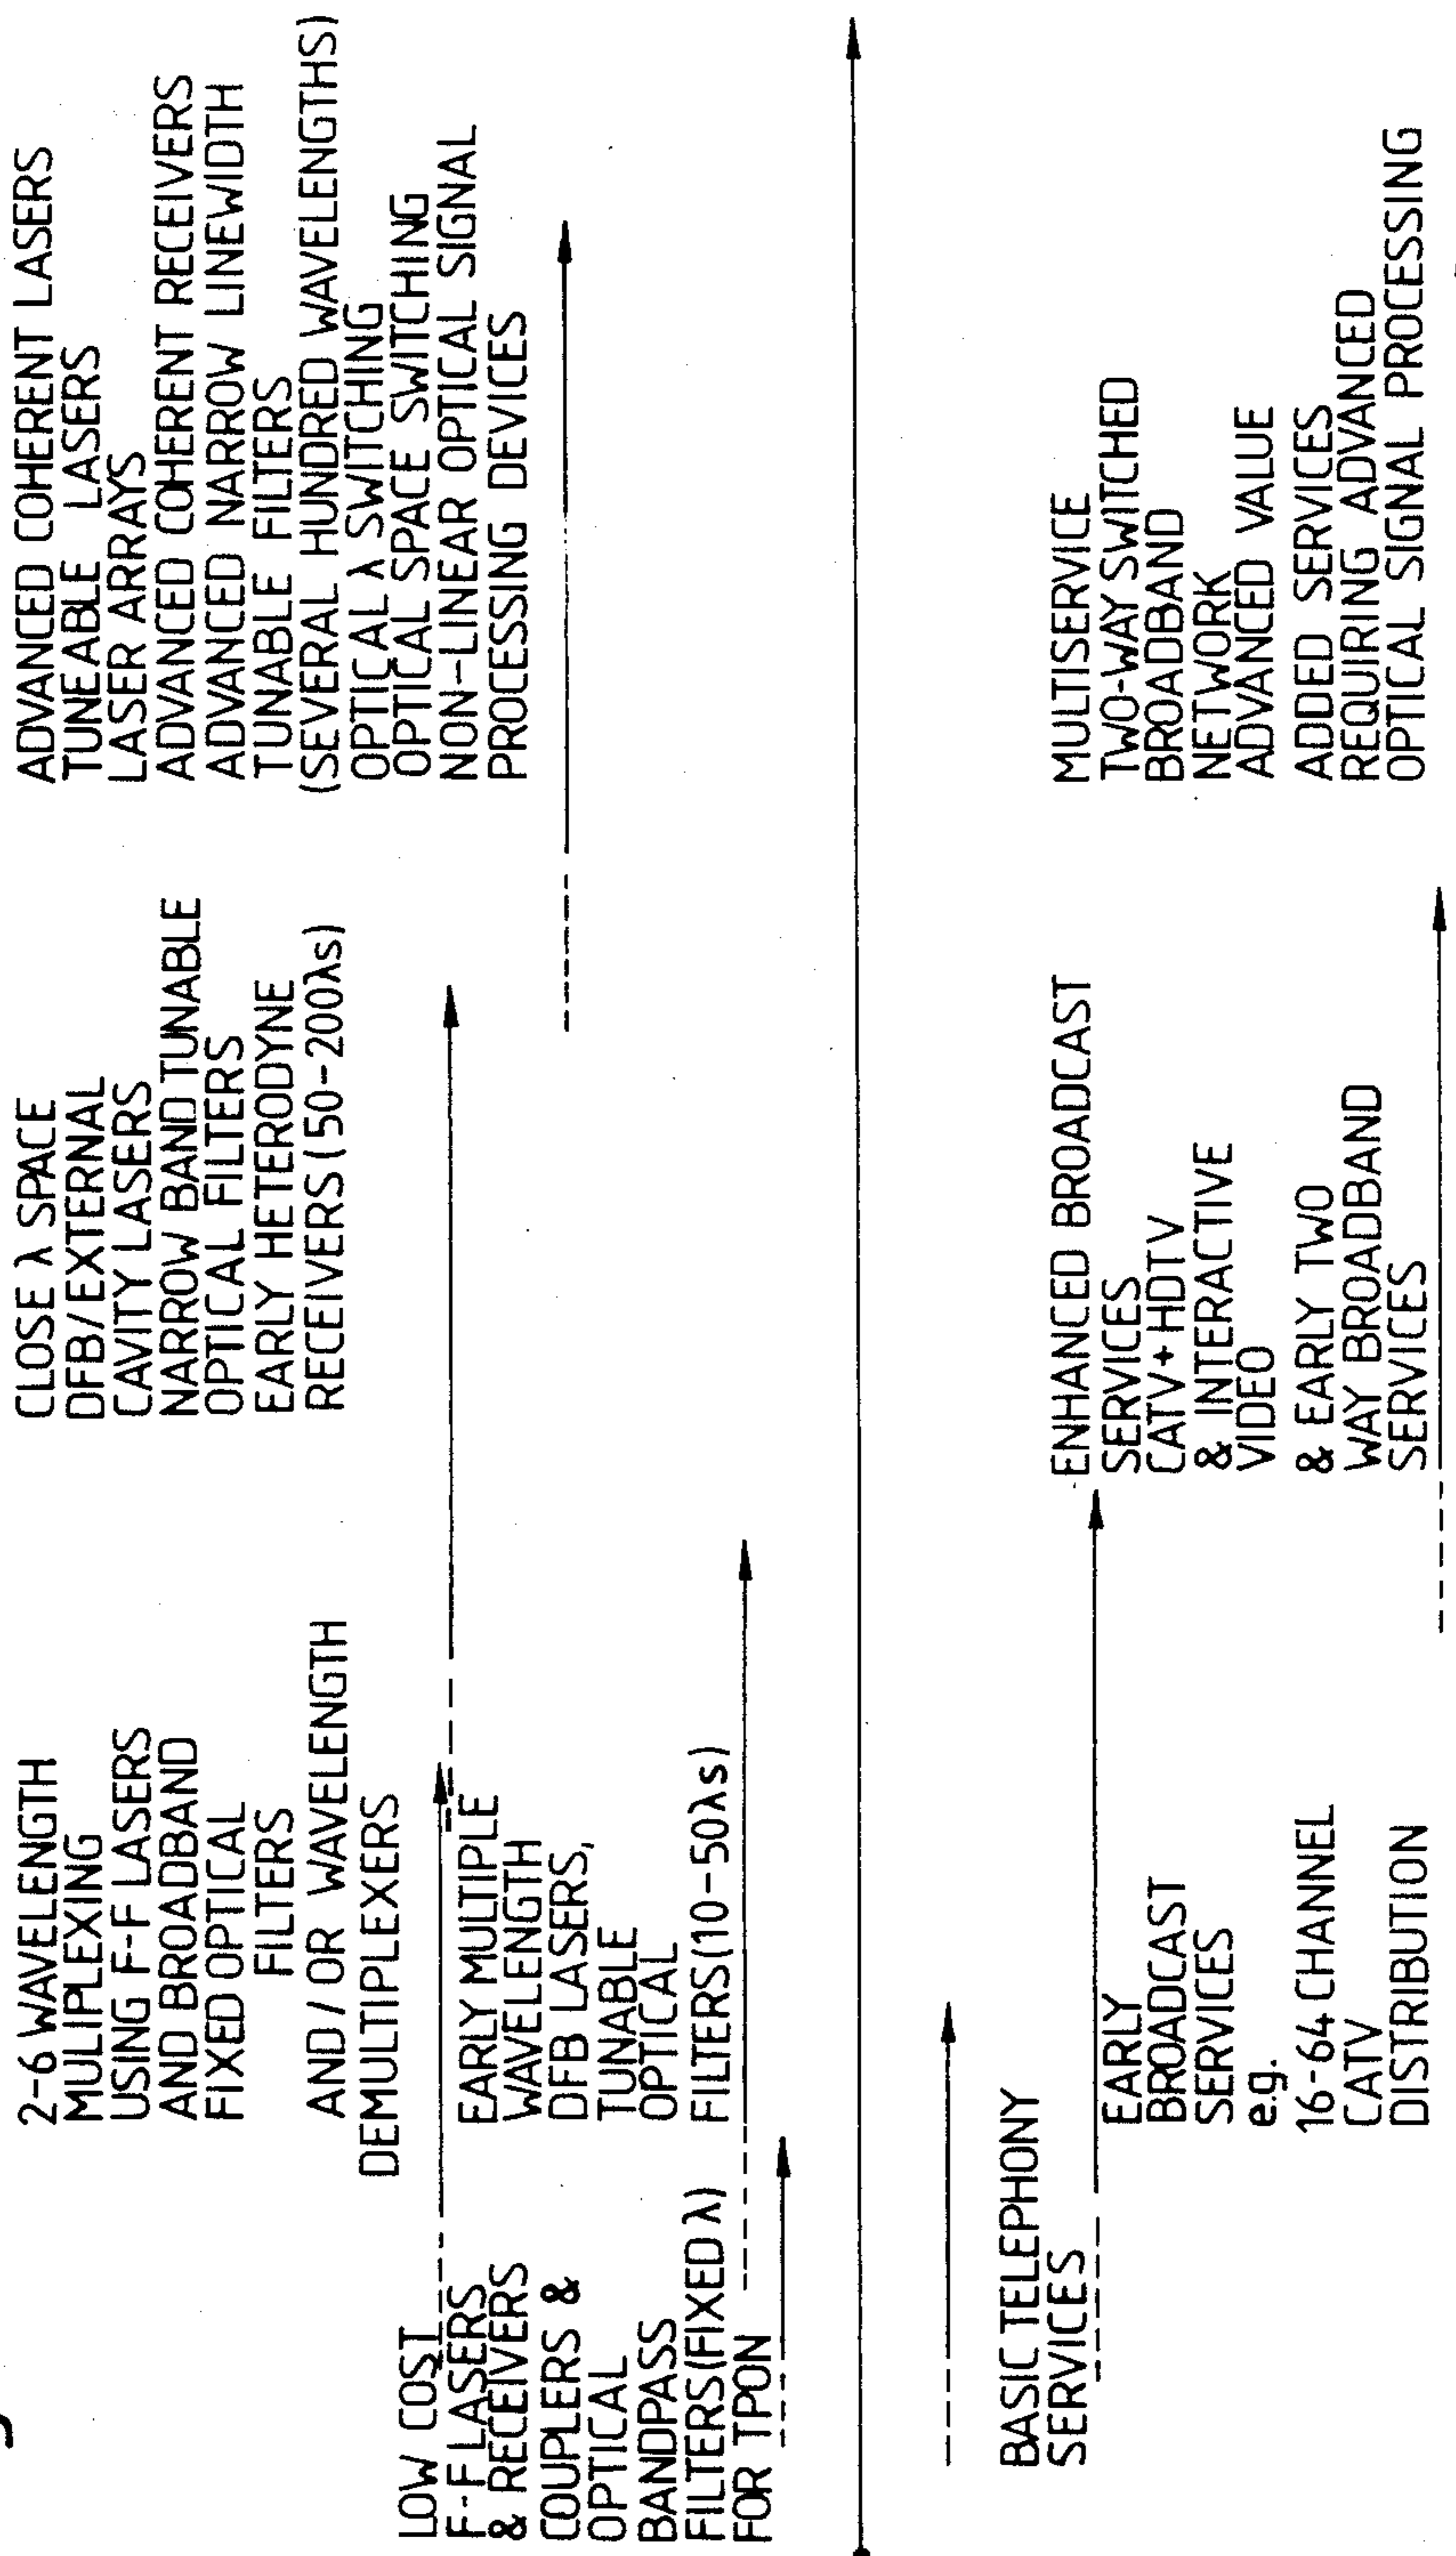 2-6 WAVELENGTH
MULIPLEXING
USING F-F LASERS
AND BROADBAND
FIXED OPTICAL
FILTERS
AND / OR WAVELENGTH
DEMULTIPLEXERS
CLOSE λ SPACE
DFB/EXTERNAL
CAVITY LASERS
NARROW BAND TUNABLE
OPTICAL FILTERS
EARLY HETERODYNE
RECEIVERS (50-200λs)
ADVANCED COHERENT LASERS
TUNEABLE LASERS
LASER ARRAYS
ADVANCED COHERENT RECEIVERS
ADVANCED NARROW LINEWIDTH
TUNABLE FILTERS
(SEVERAL HUNDRED WAVELENGTHS)
OPTICAL λ SWITCHING
OPTICAL SPACE SWITCHING
NON-LINEAR OPTICAL SIGNAL
PROCESSING DEVICES
LOW COST
F-F LASERS
& RECEIVERS
COUPLERS &
OPTICAL
BANDPASS
FILTERS(FIXED λ)
FOR TPON
EARLY MULTIPLE
WAVELENGTH
DFB LASERS,
TUNABLE
OPTICAL
FILTERS(10-50λs)
BASIC TELEPHONY
SERVICES
EARLY
BROADCAST
SERVICES
e.g.
16-64 CHANNEL
CATV
DISTRIBUTION
ENHANCED BROADCAST
SERVICES
CATV+HDTV
& INTERACTIVE
VIDEO
& EARLY TWO
WAY BROADBAND
SERVICES
MULTISERVICE
TWO-WAY SWITCHED
BROADBAND
NETWORK
ADVANCED VALUE
ADDED SERVICES
REQUIRING ADVANCED
OPTICAL SIGNAL PROCESSING